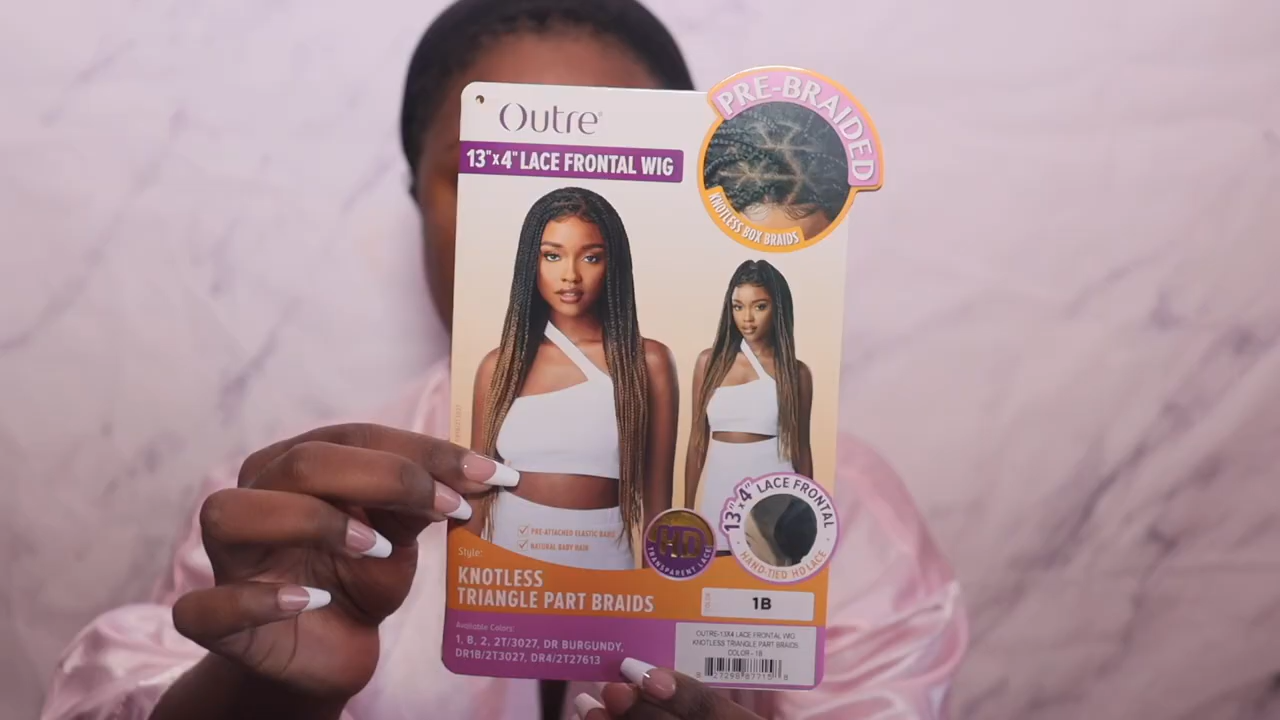 Outre®
13"x4" LACE FRONTAL WIG
PRE-BRAIDED
KNOTLESS BOX BRAIDS
PRE-ATTACHED ELASTIC BAND
NATURAL BABY HAIR
HD
TRANSPARENT LACE
13"x4" LACE FRONTAL
HAND-TIED HD LACE
Style:
KNOTLESS
TRIANGLE PART BRAIDS
1B
Available Colors:
1, B, 2, 2T/3027, DR BURGUNDY,
DR1B/2T3027, DR4/2T27613
OUTRE-13X4 LACE FRONTAL WIG
KNOTLESS TRIANGLE PART BRAIDS
COLOR - 1B